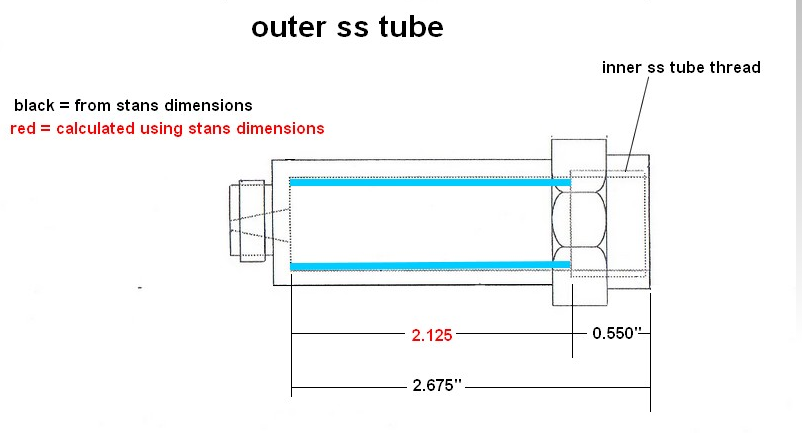 outer ss tube
inner ss tube thread
black = from stans dimensions
red = calculated using stans dimensions
2.125
0.550"
2.675"